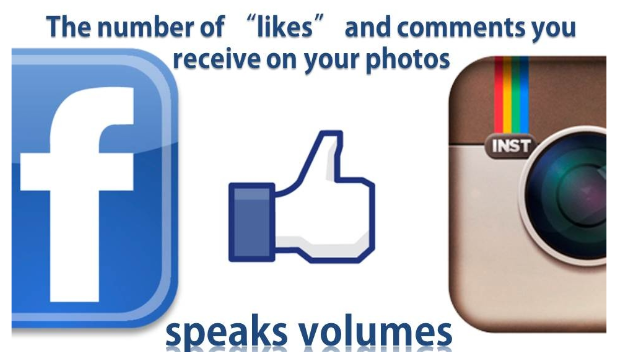 The number of “likes” and comments you
receive on your photos
f
INST
speaks volumes